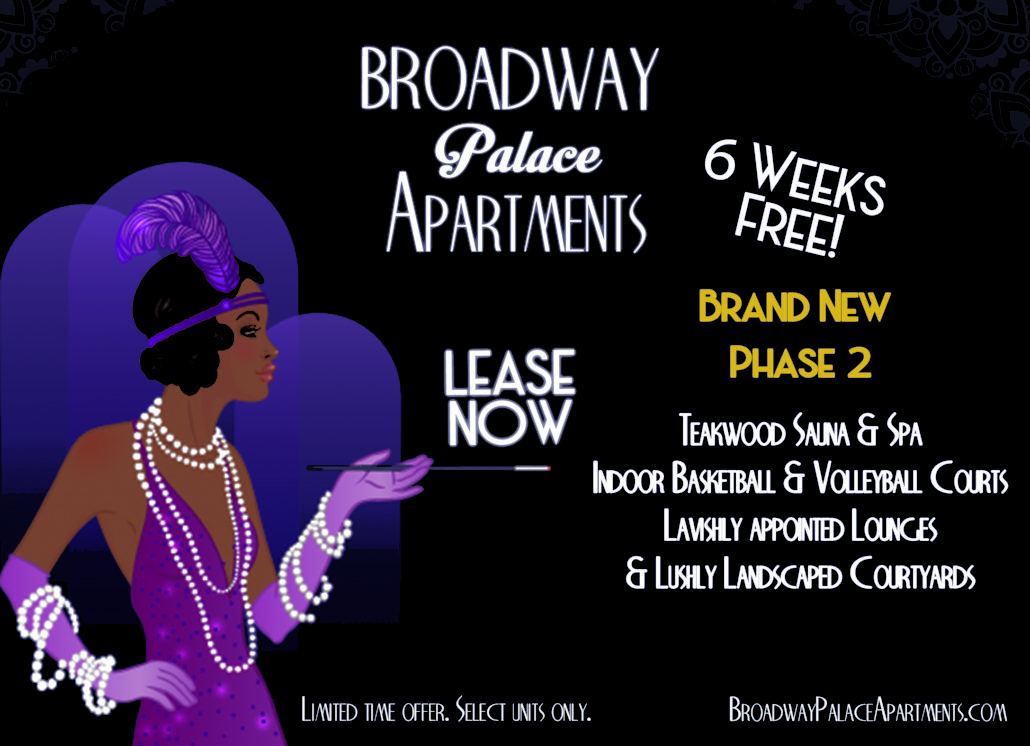 BROADWAY
Palace
APARTMENTS
6 WEEKS
FREE!
BRAND NEW
PHASE 2
LEASE
NOW
TEAKWOOD SAUNA & SPA
INDOOR BASKETBALL & VOLLEYBALL COURTS
LAVISHLY APPOINTED LOUNGES
& LUSHLY LANDSCAPED COURTYARDS
LIMITED TIME OFFER. SELECT UNITS ONLY.
BROADWAYPALACEAPARTMENTS.COM